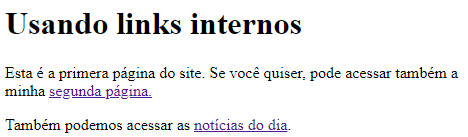 Usando links internos
Esta é a primera página do site. Se você quiser, pode acessar também a
minha segunda página.
Também podemos acessar as notícias do dia.